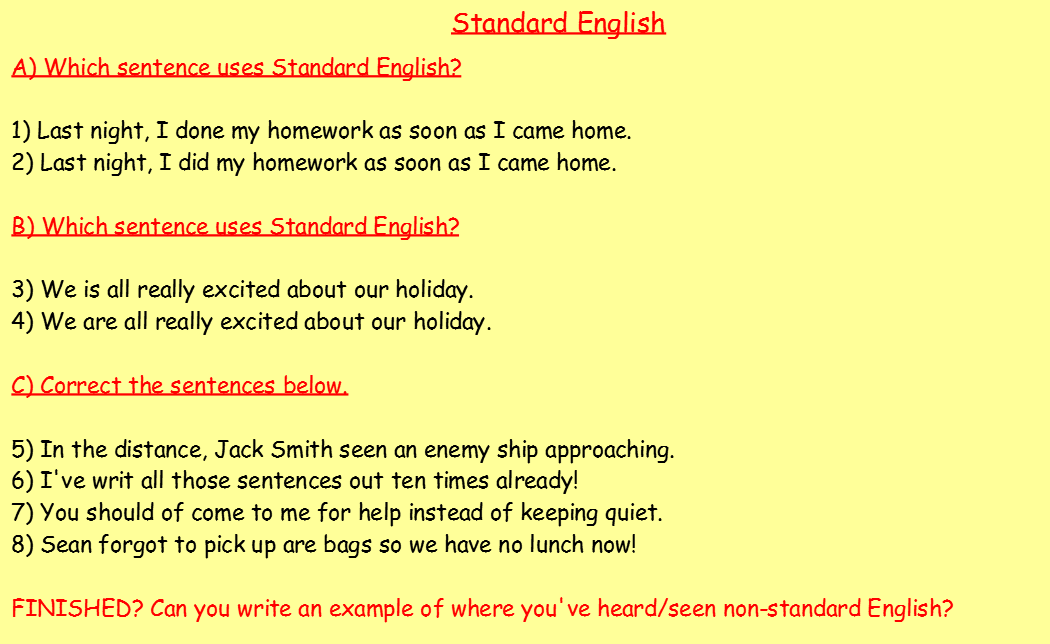 Standard English
A) Which sentence uses Standard English?
1) Last night, I done my homework as soon as I came home.
2) Last night, I did my homework as soon as I came home.
B) Which sentence uses Standard English?
3) We is all really excited about our holiday.
4) We are all really excited about our holiday.
C) Correct the sentences below.
5) In the distance, Jack Smith seen an enemy ship approaching.
6) I've writ all those sentences out ten times already!
7) You should of come to me for help instead of keeping quiet.
8) Sean forgot to pick up are bags so we have no lunch now!
FINISHED? Can you write an example of where you've heard/seen non-standard English?